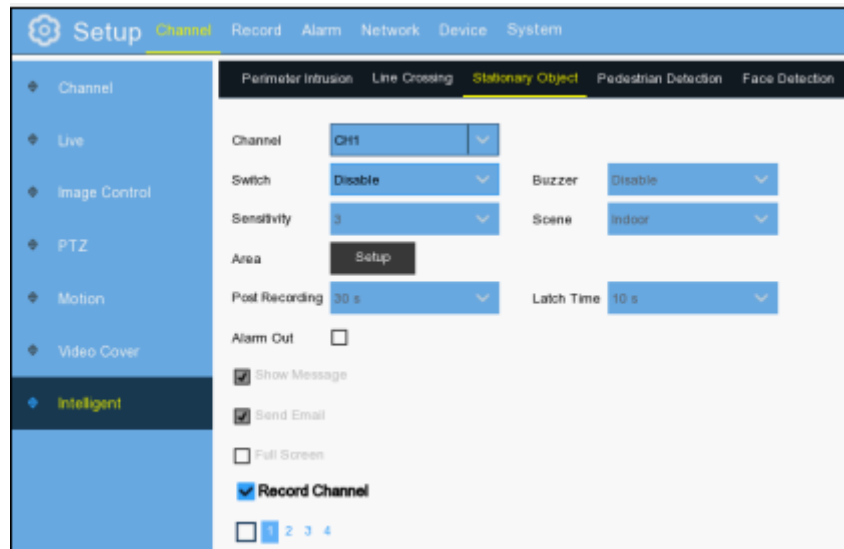 Setup Channel Record Alarm Network Device System
Perimeter Intrusion Line Crossing Stationary Object Pedestrian Detection Face Detection
Channel
Live
Image Control
PTZ
Motion
Video Cover
Intelligent
Channel CH1
Switch Disable Buzzer Disable
Sensitivity 3 Scene Indoor
Area Setup
Post Recording 30 s Latch Time 10 s
Alarm Out
Show Message
Send Email
Full Screen
Record Channel
1 2 3 4